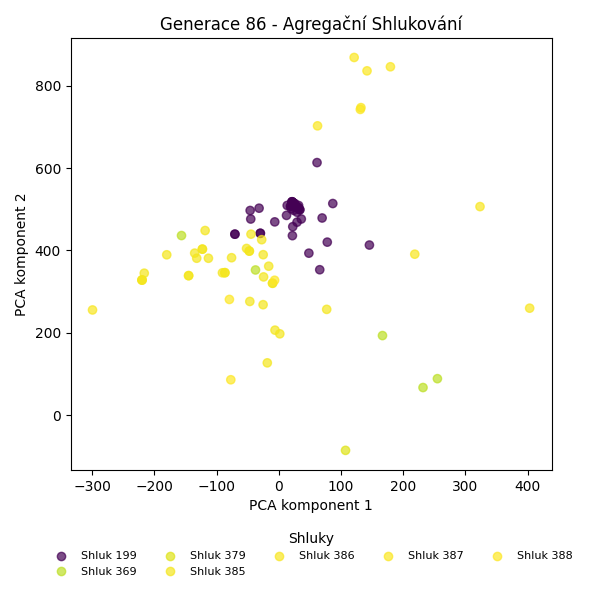 Generace 86 - Agregační Shlukování
800
600
400
200
0
PCA komponent 2
−300 −200 −100 0 100 200 300 400
PCA komponent 1
Shluky
Shluk 199 Shluk 379 Shluk 386 Shluk 387 Shluk 388
Shluk 369 Shluk 385